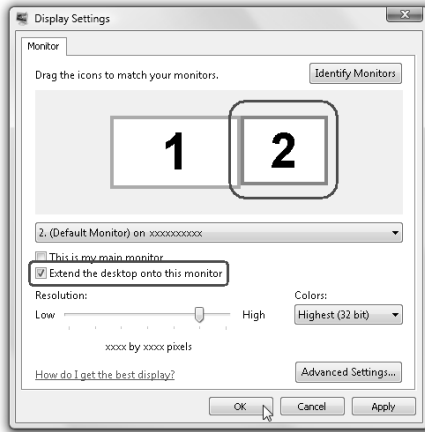 Display Settings
Monitor
Drag the icons to match your monitors.
Identify Monitors
1
2
2. (Default Monitor) on xxxxxxxxxx
This is my main monitor
Extend the desktop onto this monitor
Resolution:
Colors:
Low
High
Highest (32 bit)
xxxx by xxxx pixels
How do I get the best display?
Advanced Settings...
OK
Cancel
Apply